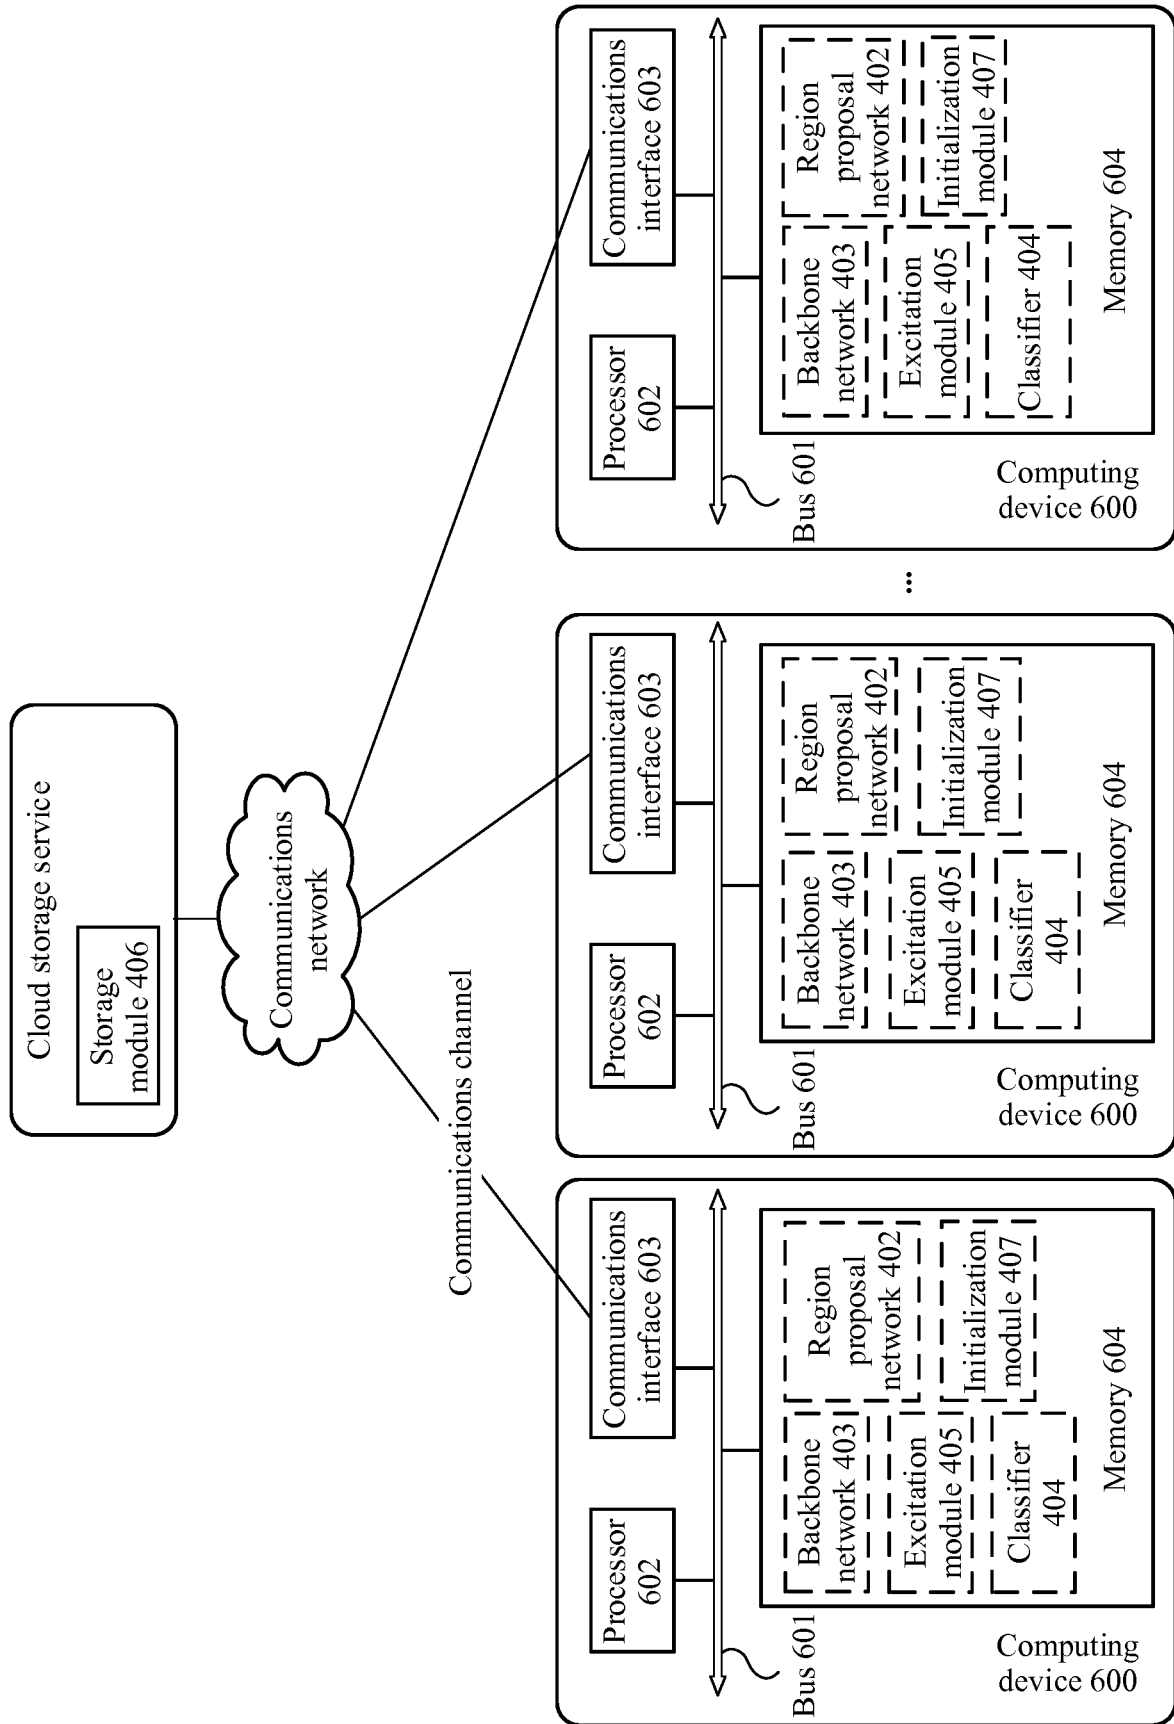 Cloud storage service
Storage
module 406
Communications
network
Communications channel
Processor
602
Communications
interface 603
Bus 601
Backbone
network 403
Region
proposal
network 402
Excitation
module 405
Initialization
module 407
Classifier
404
Memory 604
Computing
device 600
Processor
602
Communications
interface 603
Bus 601
Backbone
network 403
Region
proposal
network 402
Excitation
module 405
Initialization
module 407
Classifier
404
Memory 604
Computing
device 600
...
Processor
602
Communications
interface 603
Bus 601
Backbone
network 403
Region
proposal
network 402
Excitation
module 405
Initialization
module 407
Classifier 404
Memory 604
Computing
device 600